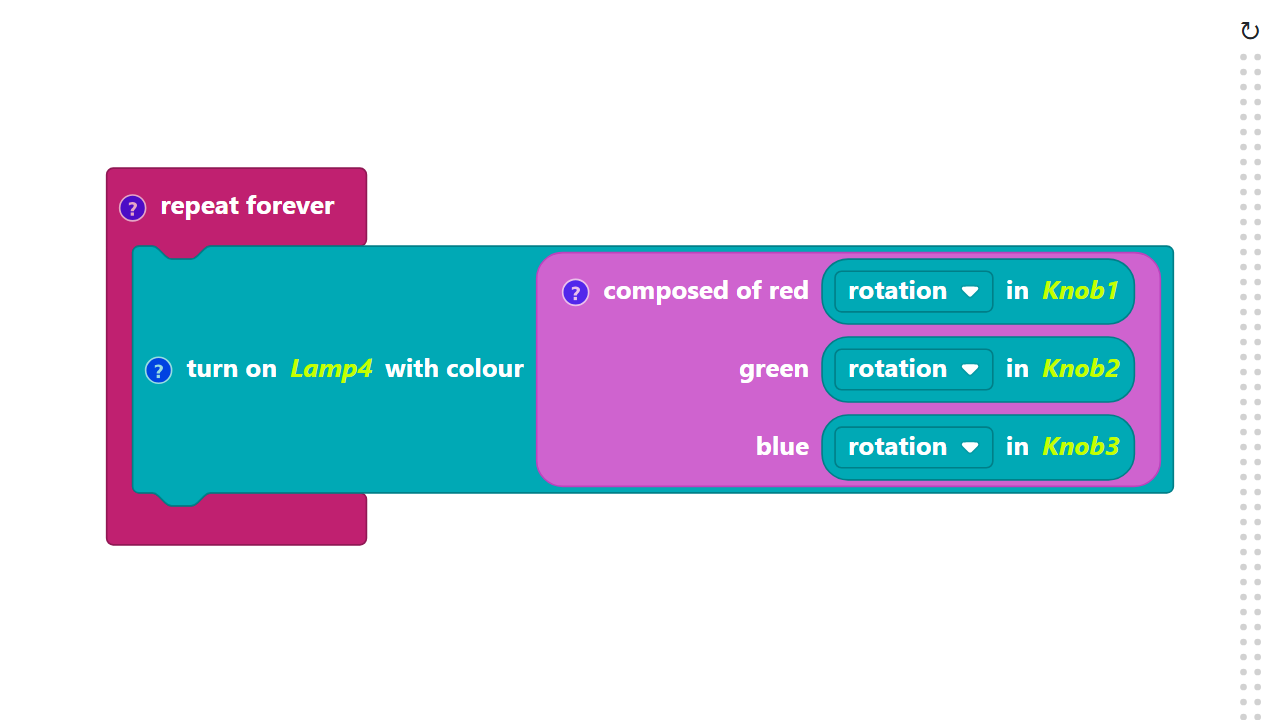 ↻
? repeat forever
? composed of red rotation in Knob1
? turn on Lamp4 with colour green rotation in Knob2
blue rotation in Knob3